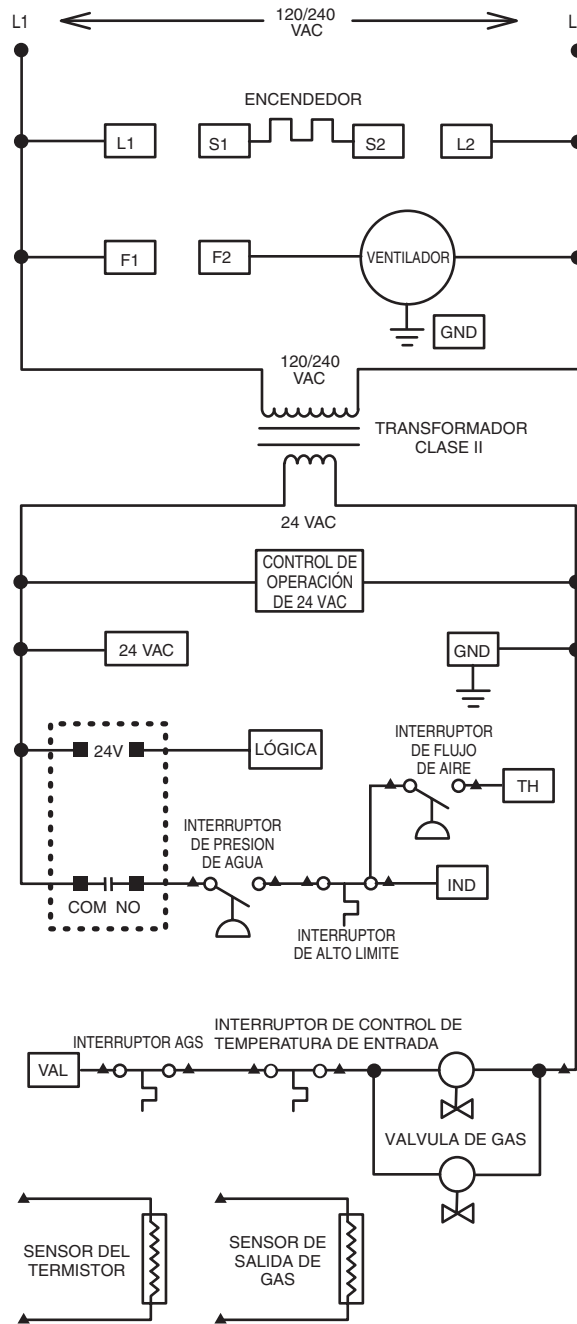 L1
120/240
VAC
L
ENCENDEDOR
L1
S1
S2
L2
F1
F2
VENTILADOR
GND
120/240
VAC
TRANSFORMADOR
CLASE II
24 VAC
CONTROL DE
OPERACIÓN
DE 24 VAC
24 VAC
GND
24V
LÓGICA
INTERRUPTOR
DE FLUJO
DE AIRE
TH
INTERRUPTOR
DE PRESION
DE AGUA
COM NO
IND
INTERRUPTOR
DE ALTO LIMITE
INTERRUPTOR AGS
INTERRUPTOR DE CONTROL DE
TEMPERATURA DE ENTRADA
VAL
VALVULA DE GAS
SENSOR DEL
TERMISTOR
SENSOR DE
SALIDA DE
GAS